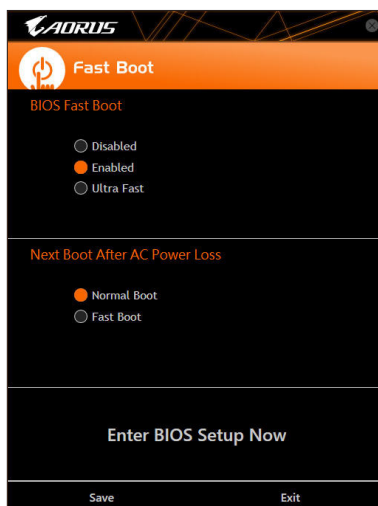 AORUS
Fast Boot
BIOS Fast Boot
Disabled
Enabled
Ultra Fast
Next Boot After AC Power Loss
Normal Boot
Fast Boot
Enter BIOS Setup Now
Save Exit